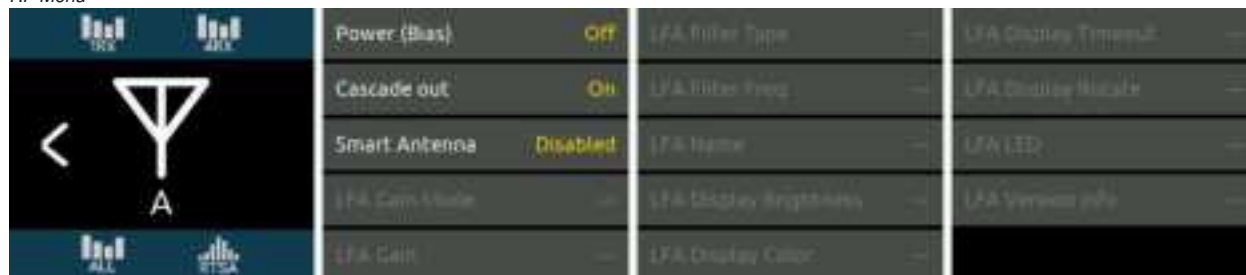 RF Menu
1RX
4RX
A
ALL
RTSA
Power (Bias) Off
Cascade out On
Smart Antenna Disabled
LFA Gain Mode --
LFA Gain --
LFA Filter Type --
LFA Filter Freq --
LFA Name --
LFA Display Brightness --
LFA Display Color --
LFA Display Timeout --
LFA Display Rotate --
LFA LED --
LFA Version Info --